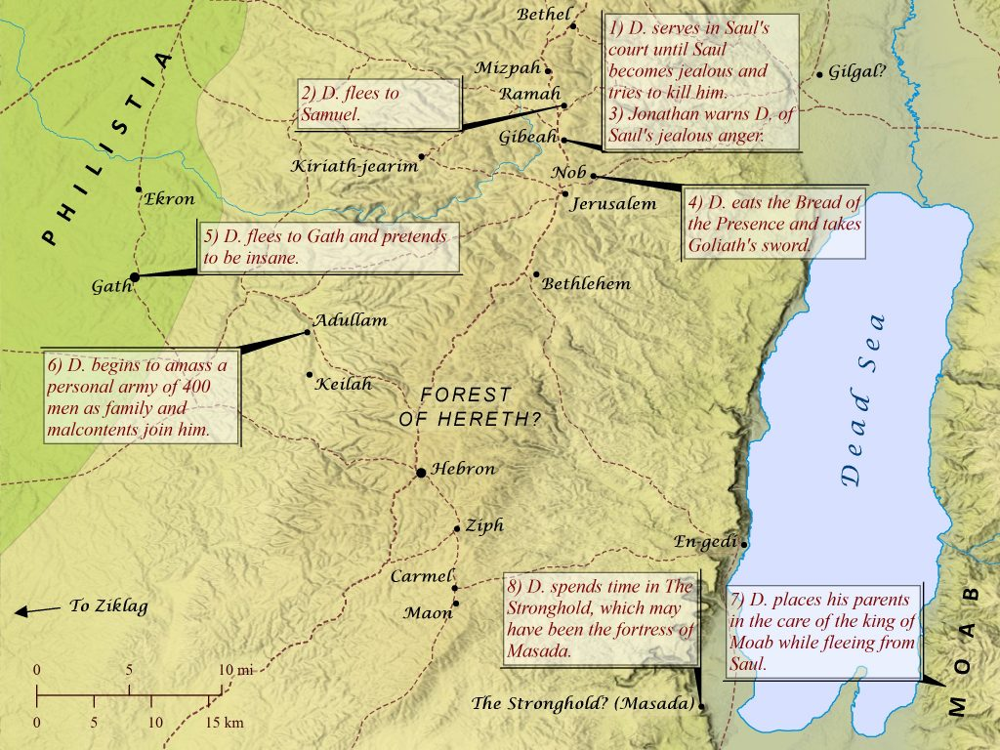 Bethel
1) D. serves in Saul's
court until Saul
becomes jealous and
tries to kill him.
3) Jonathan warns D. of
Saul's jealous anger.
PHILISTIA
Mizpah
Gilgal?
2) D. flees to
Samuel.
Ramah
Gibeah
Kiriath-jearim
Nob
Ekron
Jerusalem
4) D. eats the Bread of
the Presence and takes
Goliath's sword.
5) D. flees to Gath and pretends
to be insane.
Gath
Bethlehem
Adullam
Dead Sea
6) D. begins to amass a
personal army of 400
men as family and
malcontents join him.
Keilah
FOREST
OF HERETH?
Hebron
Ziph
En-gedi
Carmel
8) D. spends time in The
Stronghold, which may
have been the fortress of
Masada.
7) D. places his parents
in the care of the king of
Moab while fleeing from
Saul.
MOAB
To Ziklag
Maon
0 5 10 mi
0 5 10 15 km
The Stronghold? (Masada)